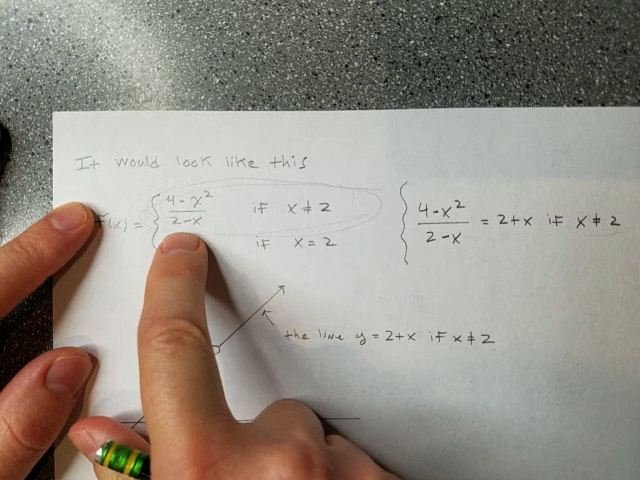 It would look like this
f(x) = { 4-x²/2-x if x ≠ 2
if x = 2
{ 4-x²/2-x = 2+x if x ≠ 2
the line y = 2+x if x ≠ 2